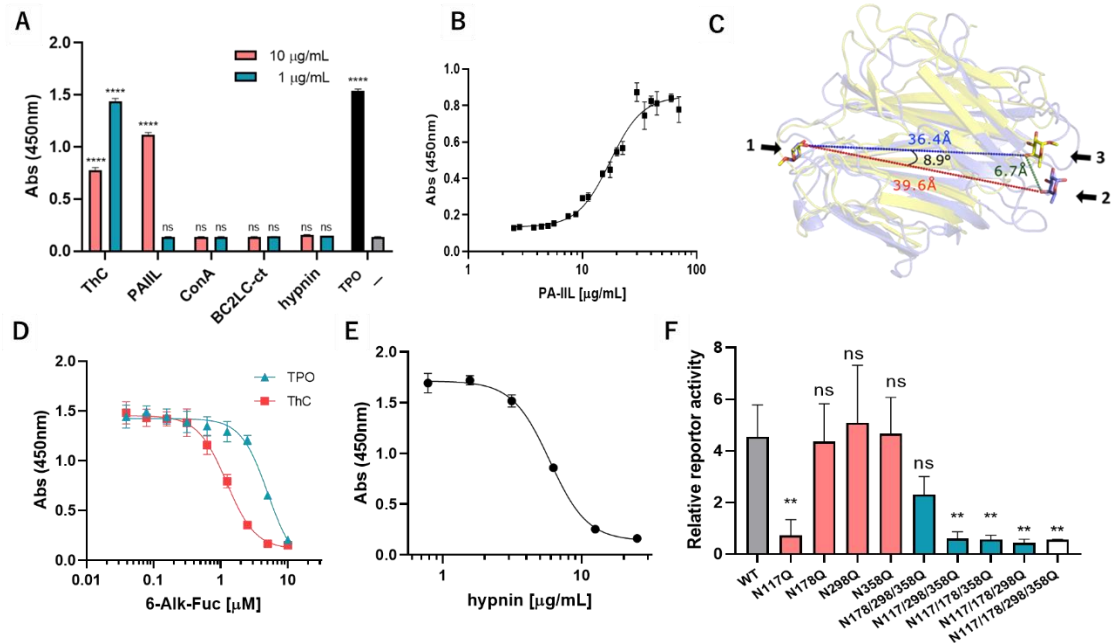 A
2.0
1.5
1.0
0.5
0.0
Abs (450nm)
10 μg/mL
1 μg/mL
****
****
****
ns
ns
ns
ns
ns
ns
ns
****
ThC
PAIIL
ConA
BC2LC-ct
hypnin
TPO
–
B
1.0
0.8
0.6
0.4
0.2
0.0
Abs (450nm)
1
10
100
PA-IIL [μg/mL]
C
1
36.4Å
8.9°
39.6Å
6.7Å
3
2
D
2.0
1.5
1.0
0.5
0.0
Abs (450nm)
TPO
ThC
0.01
0.1
1
10
6-Alk-Fuc [μM]
E
2.0
1.5
1.0
0.5
0.0
Abs (450nm)
1
10
hypnin [μg/mL]
F
8
6
4
2
0
Relative reportor activity
**
ns
ns
ns
ns
**
**
**
**
WT
N117Q
N178Q
N298Q
N358Q
N178/298/358Q
N117/298/358Q
N117/178/358Q
N117/178/298Q
N117/178/298/358Q